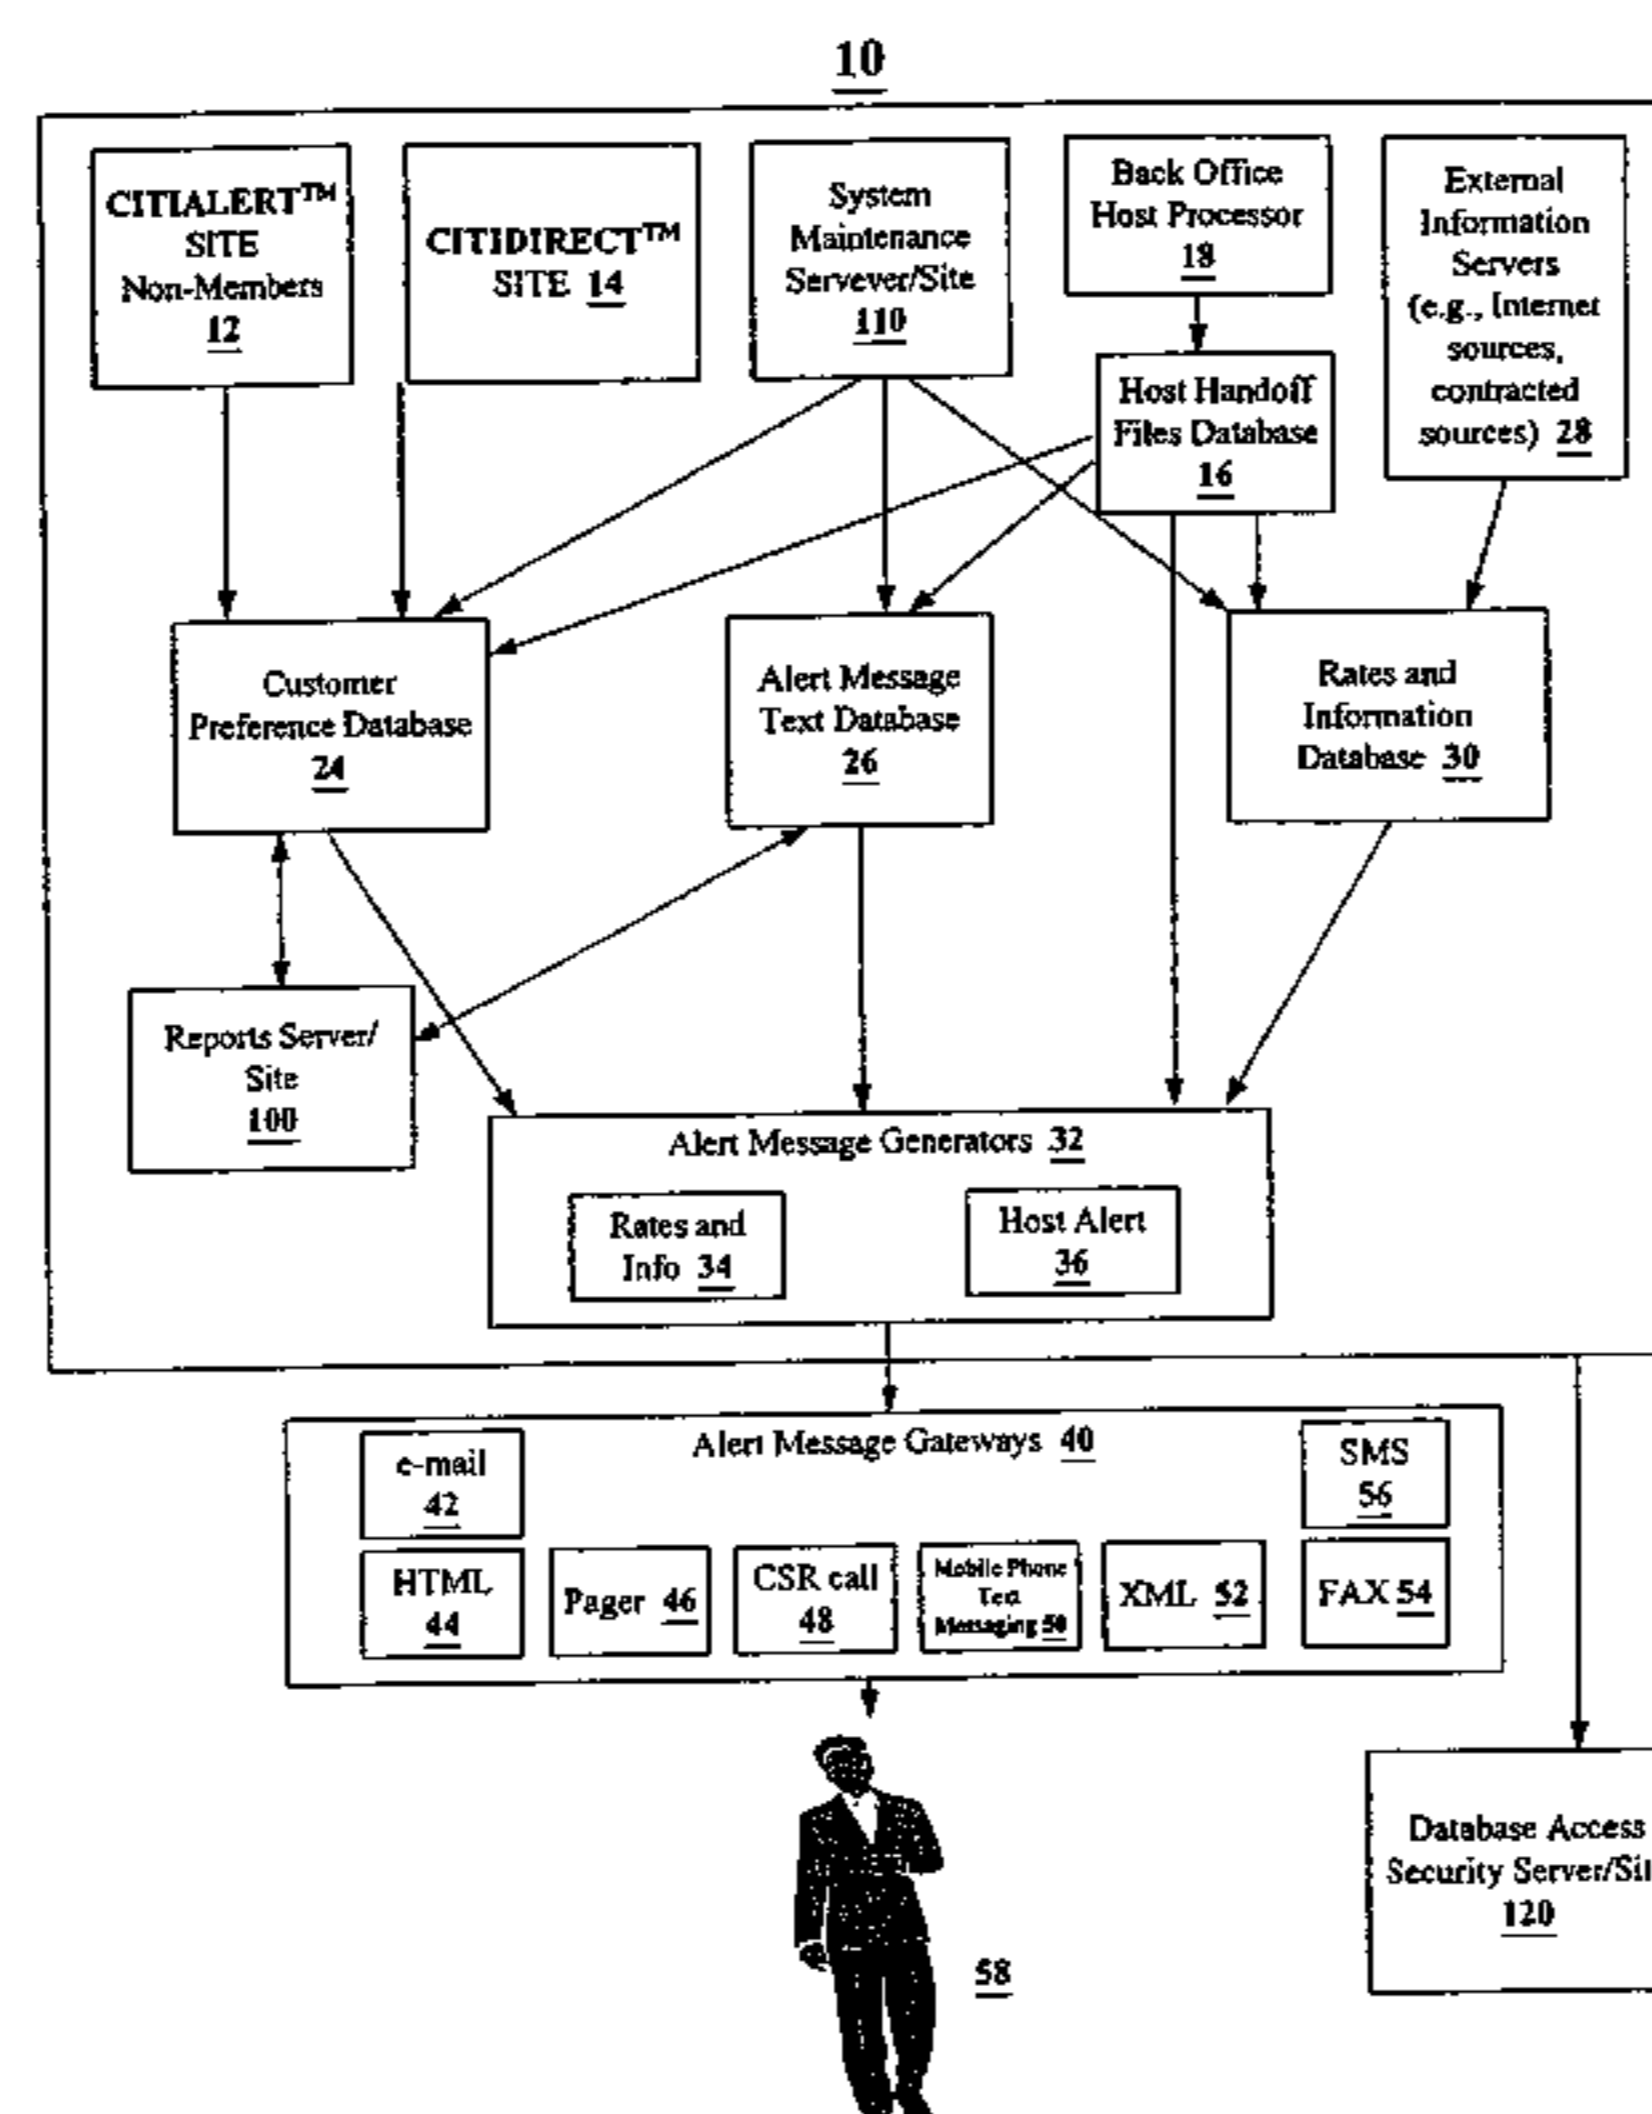 10
CITIALERT™
SITE
Non-Members
12
CITIDIRECT™
SITE 14
System
Maintenance
Servever/Site
110
Back Office
Host Processor
18
External
Information
Servers
(e.g., Internet
sources,
contracted
sources) 28
Host Handoff
Files Database
16
Customer
Preference Database
24
Alert Message
Text Database
26
Rates and
Information
Database 30
Reports Server/
Site
100
Alert Message Generators 32
Rates and
Info 34
Host Alert
36
Alert Message Gateways 40
e-mail
42
SMS
56
HTML
44
Pager 46
CSR call
48
Mobile Phone
Text
Messaging 50
XML 52
FAX 54
Database Access
Security Server/
120
58